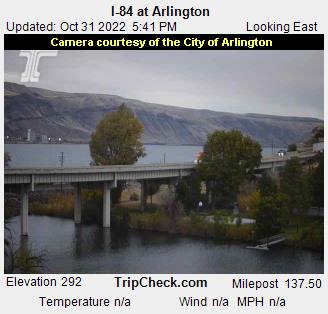 I-84 at Arlington
Updated: Oct 31 2022 5:41 PM Looking East
Camera courtesy of the City of Arlington
Elevation 292 TripCheck.com Milepost 137.50
Temperature n/a Wind n/a MPH n/a